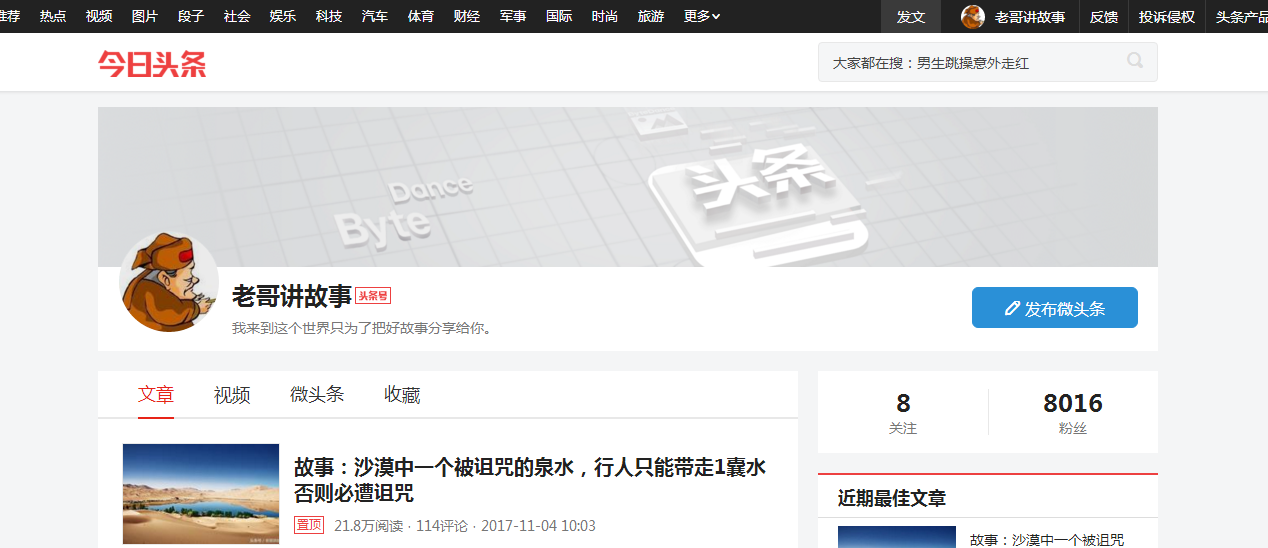 推荐 热点 视频 图片 段子 社会 娱乐 科技 汽车 体育 财经 军事 国际 时尚 旅游 更多 发文 老哥讲故事 反馈 投诉侵权 头条产品
今日头条
大家都在搜：男生跳操意外走红
Dance
Byte
头条
老哥讲故事 头条号
我来到这个世界只为了把好故事分享给你。
发布微头条
文章 视频 微头条 收藏
8
关注
8016
粉丝
故事：沙漠中一个被诅咒的泉水，行人只能带走1囊水
否则必遭诅咒
置顶 21.8万阅读 · 114评论 · 2017-11-04 10:03
近期最佳文章
故事：沙漠中一个被诅咒